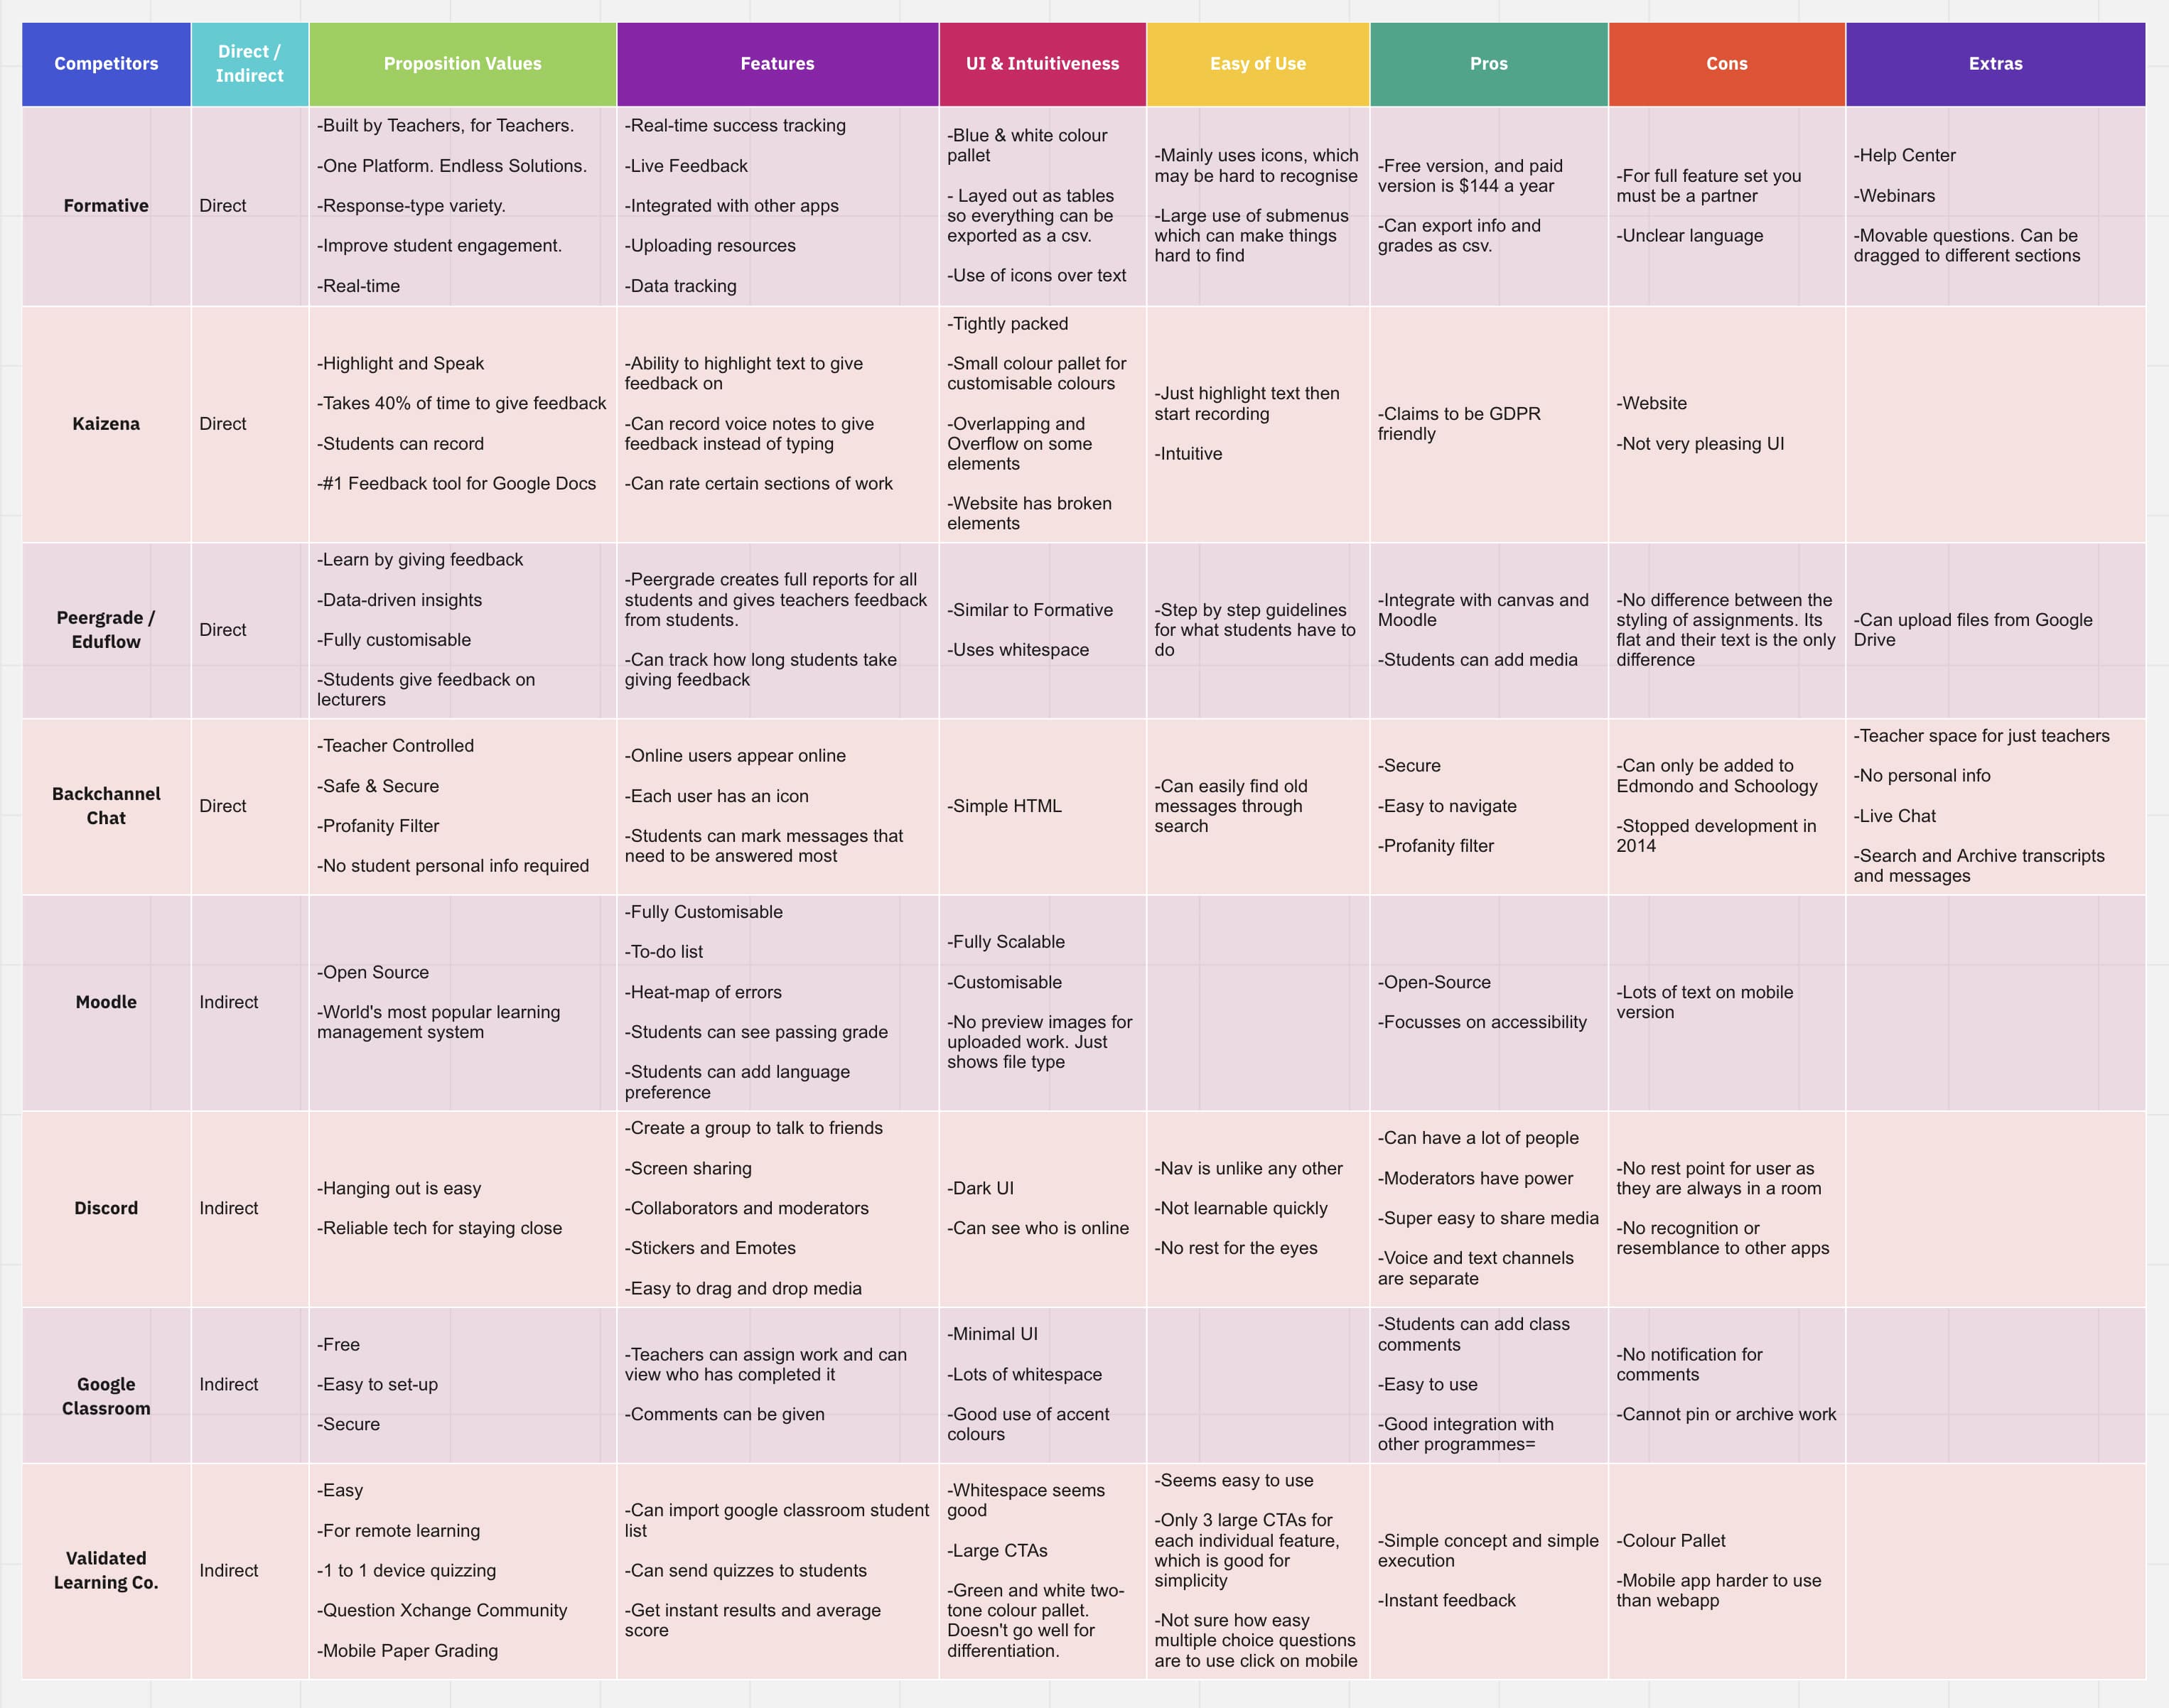 Competitors
Direct /
Indirect
Proposition Values
Features
UI & Intuitiveness
Easy of Use
Pros
Cons
Extras
Formative
Direct
-Built by Teachers, for Teachers.
-One Platform. Endless Solutions.
-Response-type variety.
-Improve student engagement.
-Real-time
-Real-time success tracking
-Live Feedback
-Integrated with other apps
-Uploading resources
-Data tracking
-Blue & white colour
pallet
- Layed out as tables
so everything can be
exported as a csv.
-Use of icons over text
-Mainly uses icons, which
may be hard to recognise
-Large use of submenus
which can make things
hard to find
-Free version, and paid
version is $144 a year
-Can export info and
grades as csv.
-For full feature set you
must be a partner
-Unclear language
-Help Center
-Webinars
-Movable questions. Can be
dragged to different sections
Kaizena
Direct
-Highlight and Speak
-Takes 40% of time to give feedback
-Students can record
-#1 Feedback tool for Google Docs
-Ability to highlight text to give
feedback on
-Can record voice notes to give
feedback instead of typing
-Can rate certain sections of work
-Tightly packed
-Small colour pallet for
customisable colours
-Overlapping and
Overflow on some
elements
-Website has broken
elements
-Just highlight text then
start recording
-Intuitive
-Claims to be GDPR
friendly
-Website
-Not very pleasing UI
Peergrade /
Eduflow
Direct
-Learn by giving feedback
-Data-driven insights
-Fully customisable
-Students give feedback on
lecturers
-Peergrade creates full reports for all
students and gives teachers feedback
from students.
-Can track how long students take
giving feedback
-Similar to Formative
-Uses whitespace
-Step by step guidelines
for what students have to
do
-Integrate with canvas and
Moodle
-Students can add media
-No difference between the
styling of assignments. Its
flat and their text is the only
difference
-Can upload files from Google
Drive
Backchannel
Chat
Direct
-Teacher Controlled
-Safe & Secure
-Profanity Filter
-No student personal info required
-Online users appear online
-Each user has an icon
-Students can mark messages that
need to be answered most
-Simple HTML
-Can easily find old
messages through
search
-Secure
-Easy to navigate
-Profanity filter
-Can only be added to
Edmondo and Schoology
-Stopped development in
2014
-Teacher space for just teachers
-No personal info
-Live Chat
-Search and Archive transcripts
and messages
Moodle
Indirect
-Open Source
-World's most popular learning
management system
-Fully Customisable
-To-do list
-Heat-map of errors
-Students can see passing grade
-Students can add language
preference
-Fully Scalable
-Customisable
-No preview images for
uploaded work. Just
shows file type
-Open-Source
-Focusses on accessibility
-Lots of text on mobile
version
Discord
Indirect
-Hanging out is easy
-Reliable tech for staying close
-Create a group to talk to friends
-Screen sharing
-Collaborators and moderators
-Stickers and Emotes
-Easy to drag and drop media
-Dark UI
-Can see who is online
-Nav is unlike any other
-Not learnable quickly
-No rest for the eyes
-Can have a lot of people
-Moderators have power
-Super easy to share media
-Voice and text channels
are separate
-No rest point for user as
they are always in a room
-No recognition or
resemblance to other apps
Google
Classroom
Indirect
-Free
-Easy to set-up
-Secure
-Teachers can assign work and can
view who has completed it
-Comments can be given
-Minimal UI
-Lots of whitespace
-Good use of accent
colours
-Students can add class
comments
-Easy to use
-Good integration with
other programmes=
-No notification for
comments
-Cannot pin or archive work
Validated
Learning Co.
Indirect
-Easy
-For remote learning
-1 to 1 device quizzing
-Question Xchange Community
-Mobile Paper Grading
-Can import google classroom student
list
-Can send quizzes to students
-Get instant results and average
score
-Whitespace seems
good
-Large CTAs
-Green and white two-
tone colour pallet.
Doesn't go well for
differentiation.
-Seems easy to use
-Only 3 large CTAs for
each individual feature,
which is good for
simplicity
-Not sure how easy
multiple choice questions
are to use click on mobile
-Simple concept and simple
execution
-Instant feedback
-Colour Pallet
-Mobile app harder to use
than webapp